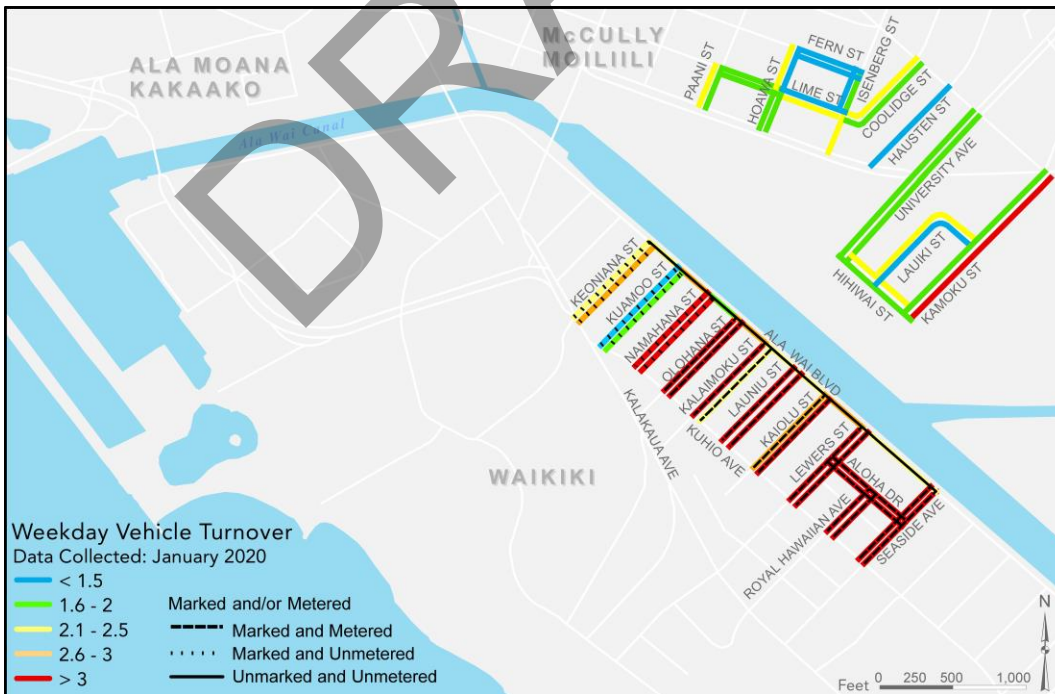 DRA
ALA MOANA
KAKAAKO
McCULLY
MOILIILI
Ala Wai Canal
PAANI ST
HOAWA ST
FERN ST
LIME ST
ISENBERG ST
COOLIDGE ST
HAUSTEN ST
UNIVERSITY AVE
LAUIKI ST
HIHIWAI ST
KAMOKU ST
KEONIANA ST
KUAMOO ST
NAMAHANA ST
OLOHANA ST
KALAIMOKU ST
LAUNIU ST
KAIOLU ST
LEWERS ST
ALA WAI BLVD
ALOHA DR
KALAKAUA AVE
KUHIO AVE
ROYAL HAWAIIAN AVE
SEASIDE AVE
WAIKIKI
Weekday Vehicle Turnover
Data Collected: January 2020
< 1.5
1.6 - 2
2.1 - 2.5
2.6 - 3
> 3
Marked and/or Metered
Marked and Metered
Marked and Unmetered
Unmarked and Unmetered
N
Feet 0 250 500 1,000